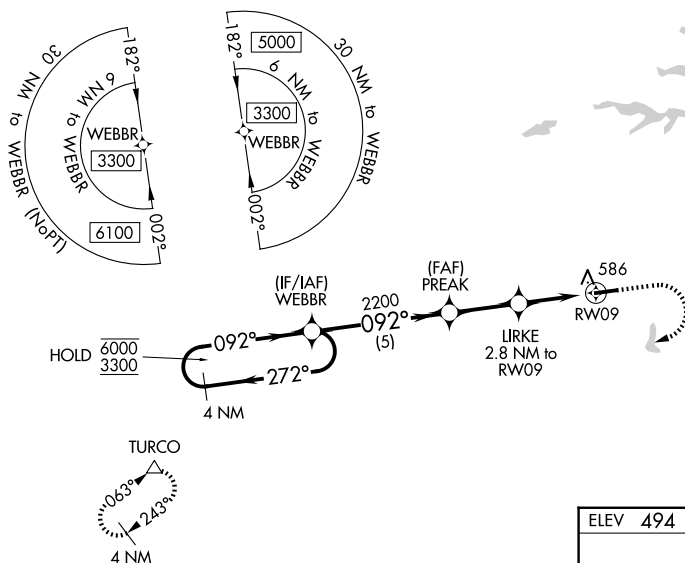 30 NM to WEBBR (NoPT)
182°
6 NM to WEBBR
WEBBR
3300
6100
002°
182°
5000
30 NM to WEBBR
6 NM to WEBBR
3300
WEBBR
002°
(IF/IAF)
WEBBR
2200
092°
(5)
(FAF)
PREAK
586
RW09
LIRKE
2.8 NM to
RW09
HOLD 6000
3300
092°
272°
4 NM
TURCO
063°
243°
4 NM
ELEV 494